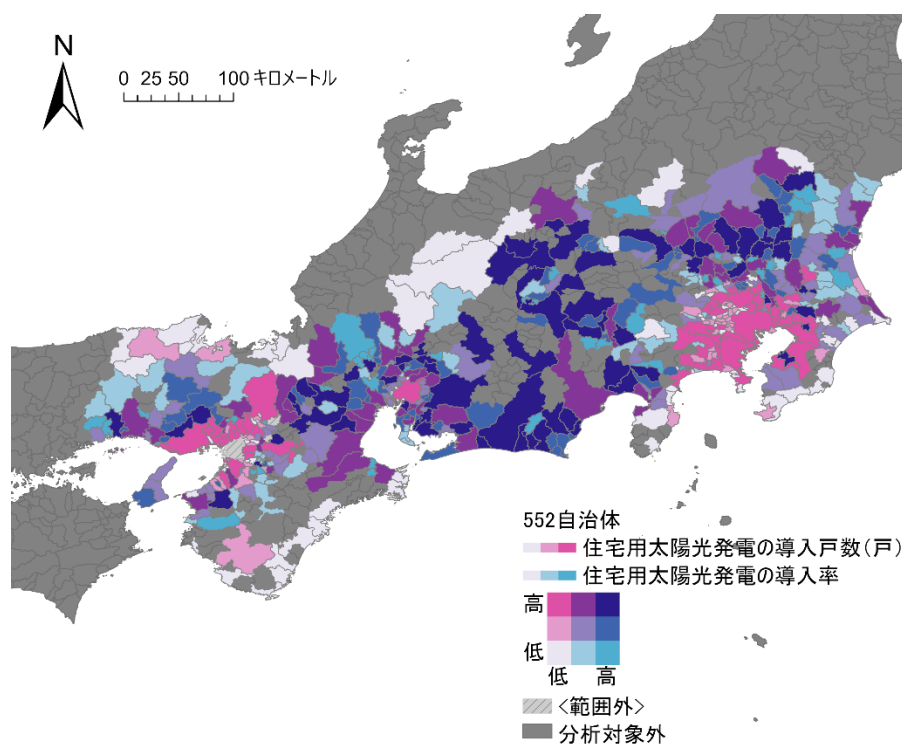 N
0 25 50 100 キロメートル
552自治体
住宅用太陽光発電の導入戸数(戸)
住宅用太陽光発電の導入率
高
低
低 高
<範囲外>
分析対象外